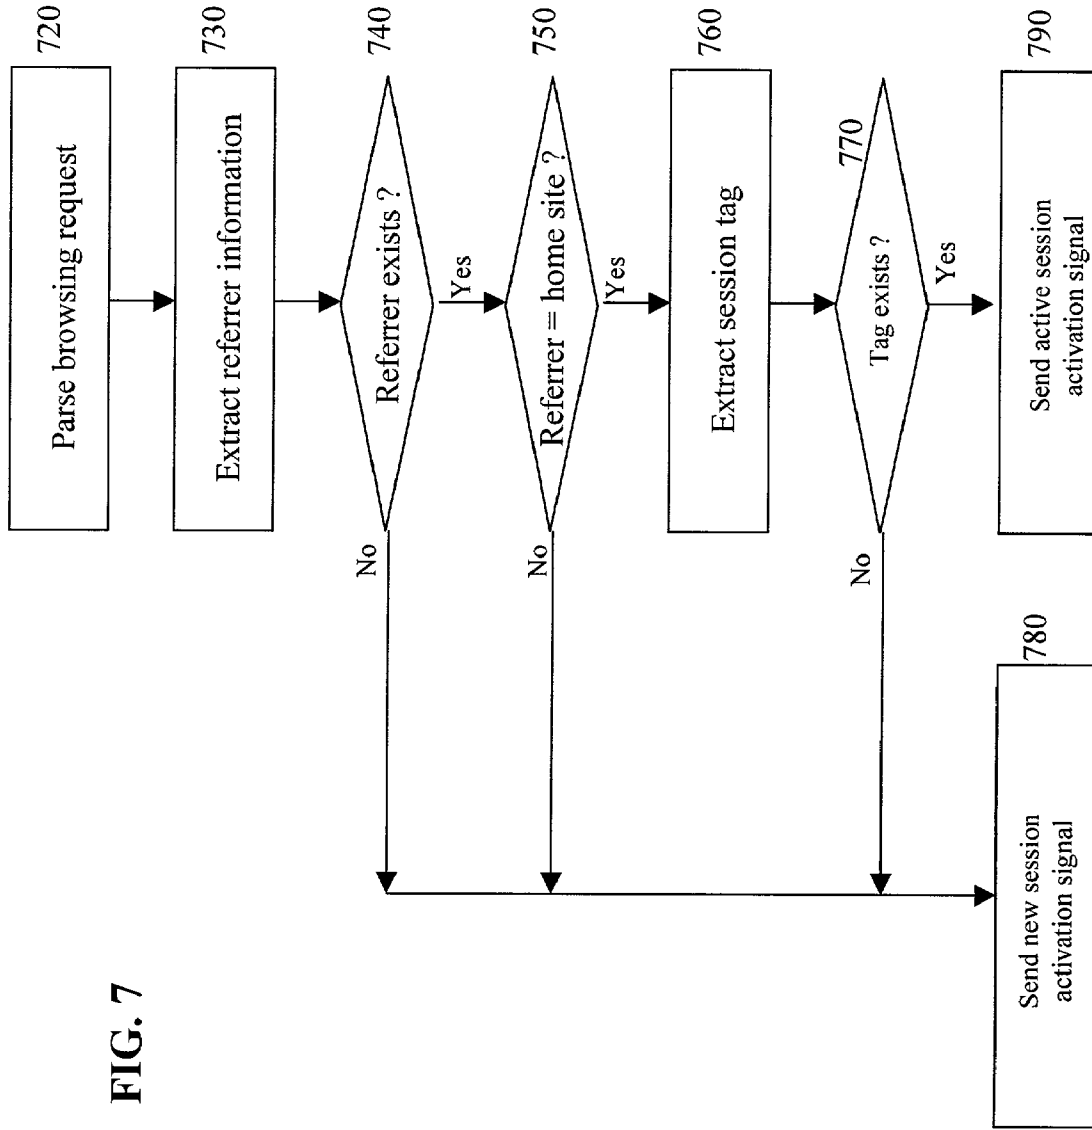 FIG. 7
720
Parse browsing request
730
Extract referrer information
740
Referrer exists ?
No
Yes
750
Referrer = home site ?
No
Yes
760
Extract session tag
770
Tag exists ?
No
Yes
780
Send new session
activation signal
790
Send active session
activation signal